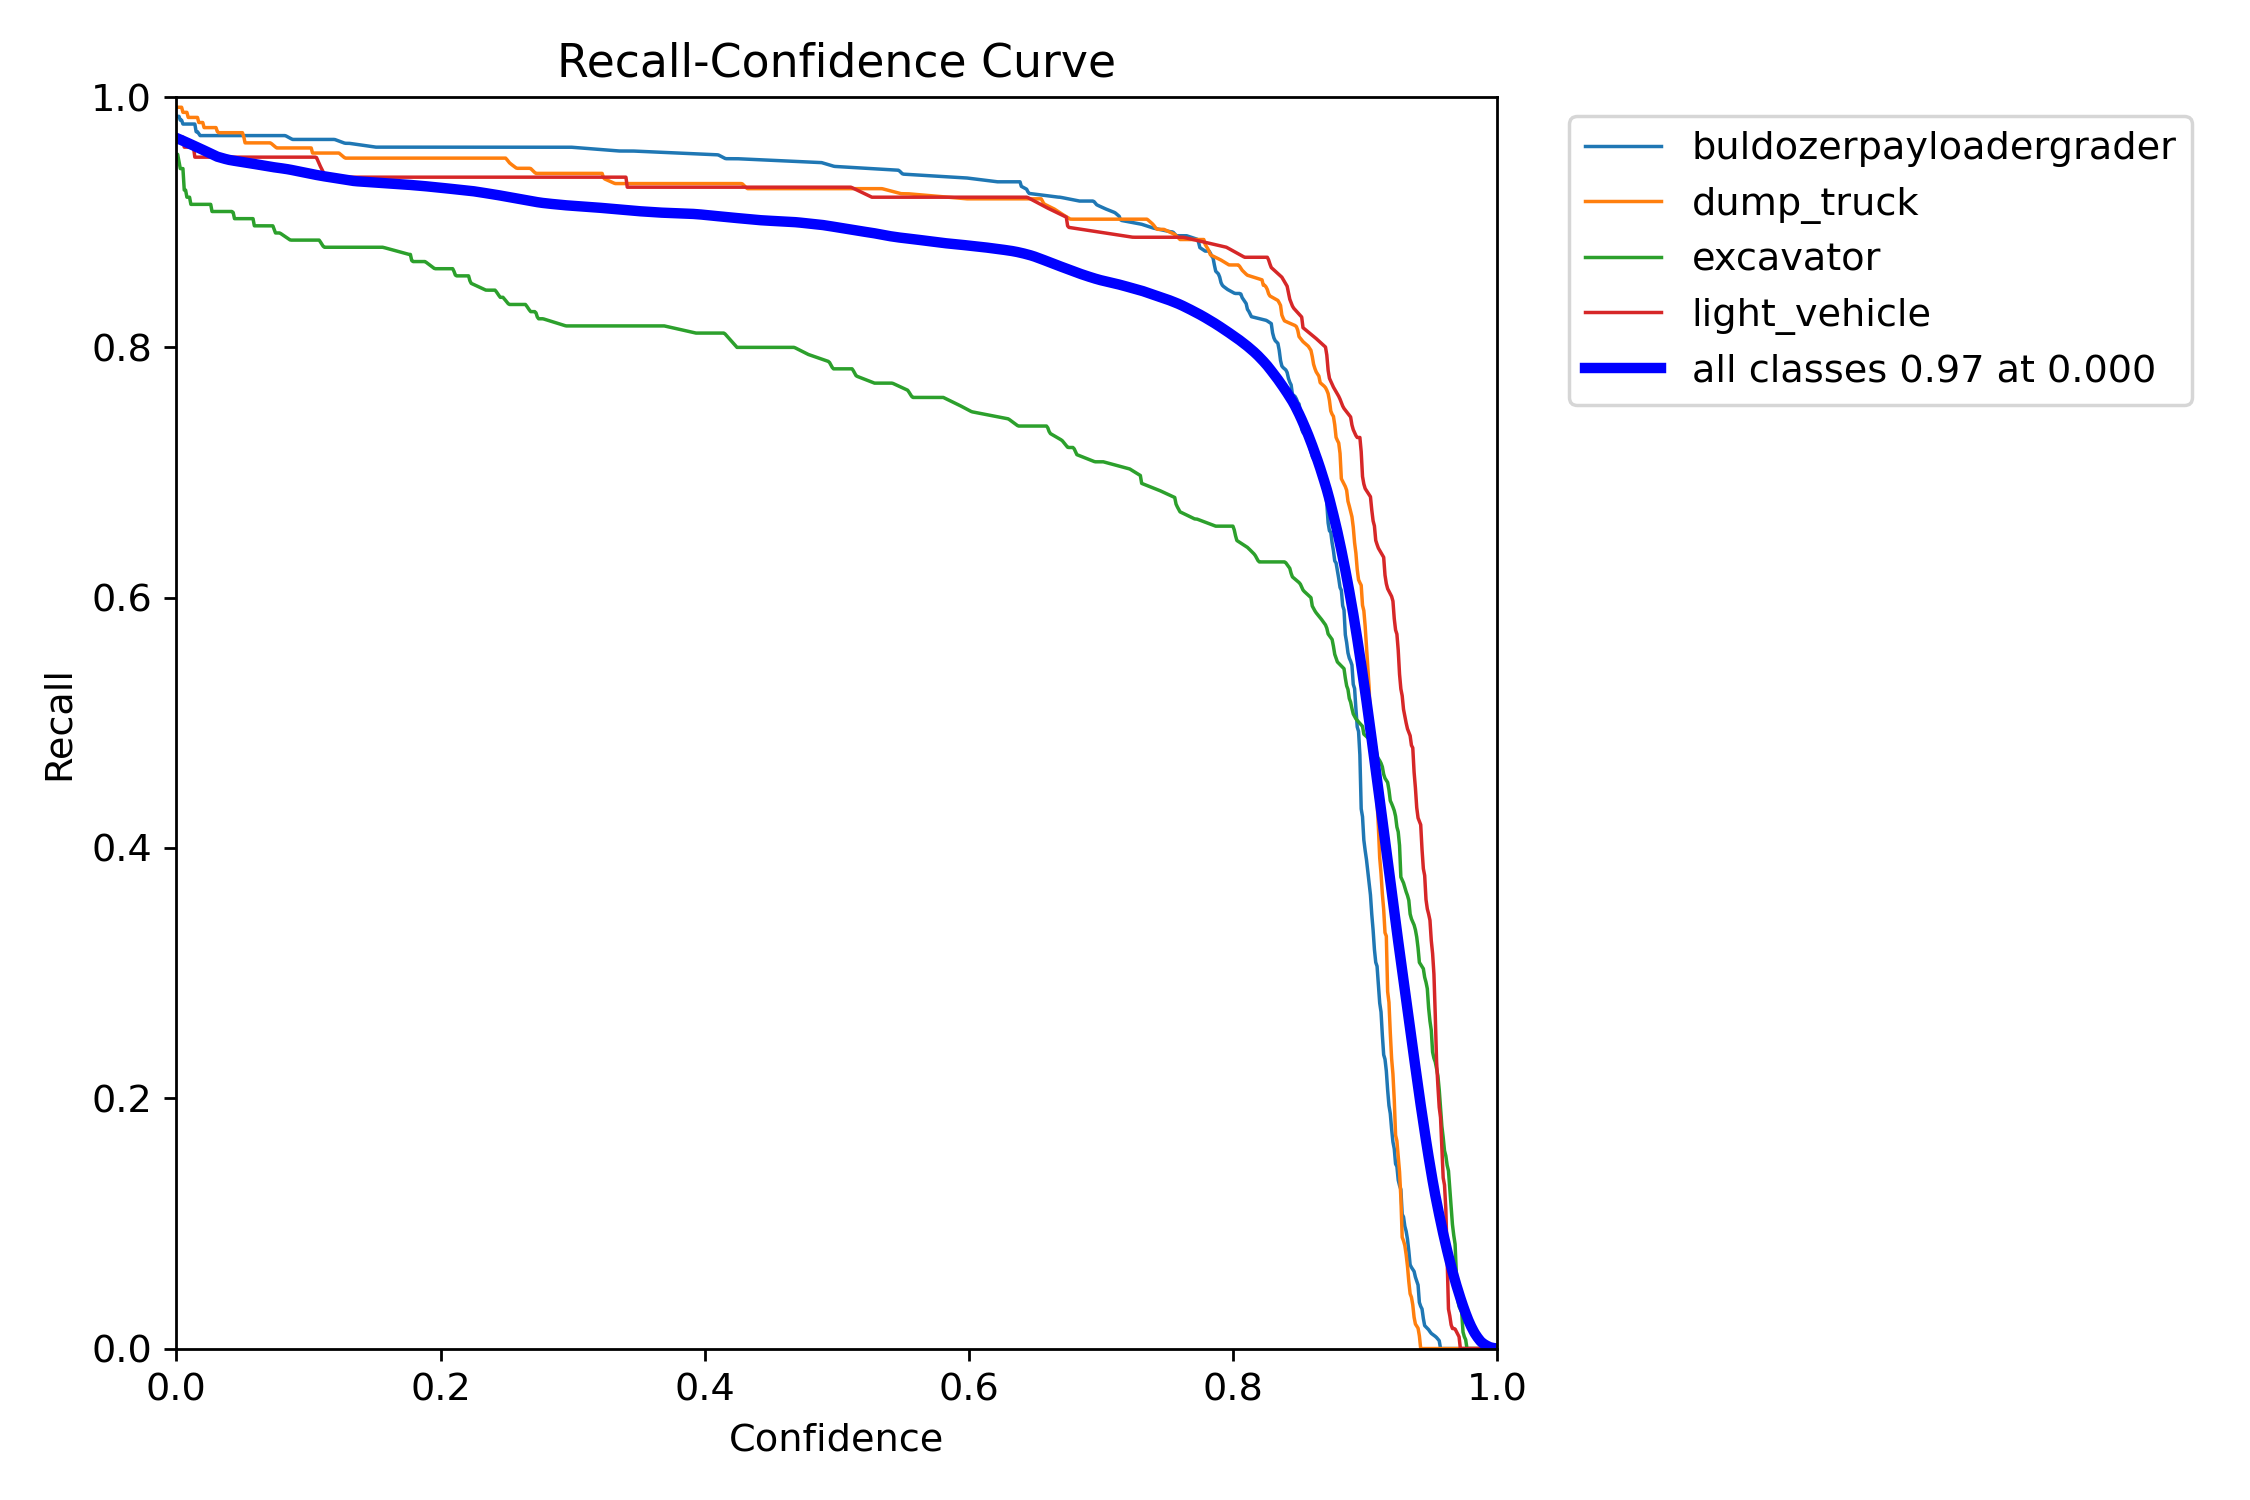 Recall-Confidence Curve
1.0
0.8
0.6
0.4
0.2
0.0
Recall
0.0 0.2 0.4 0.6 0.8 1.0
Confidence
buldozerpayloadergrader
dump_truck
excavator
light_vehicle
all classes 0.97 at 0.000